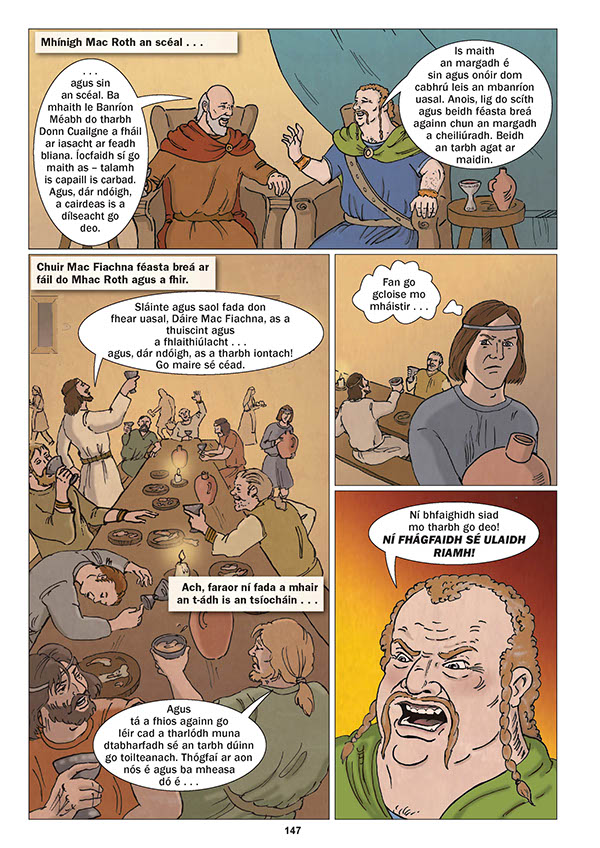 Mhínigh Mac Roth an scéal . . .
. . .
agus sin
an scéal. Ba
mhaith le Banríon
Méabh do tharbh
Donn Cuailgne a fháil
ar iasacht ar feadh
bliana. Íocfaidh sí go
maith as – talamh
is capaill is carbad.
Agus, dár ndóigh,
a cairdeas is a
dílseacht go
deo.
Is maith
an margadh é
sin agus onóir dom
cabhrú leis an mbanríon
uasal. Anois, lig do scíth
agus beidh féasta breá
againn chun an margadh
a cheiliúradh. Beidh
an tarbh agat ar
maidin.
Chuir Mac Fiachna féasta breá ar
fáil do Mhac Roth agus a fhir.
Sláinte agus saol fada don
fhear uasal, Dáire Mac Fiachna, as a
thuiscint agus
a fhlaithiúlacht . . .
agus, dár ndóigh, as a tharbh iontach!
Go maire sé céad.
Ach, faraor ní fada a mhair
an t-ádh is an tsíocháin . . .
Agus
tá a fhios againn go
léir cad a tharlódh muna
dtabharfadh sé an tarbh dúinn
go toilteanach. Thógfaí ar aon
nós é agus ba mheasa
dó é . . .
Fan go
gcloise mo
mháistir . . .
Ní bhfaighidh siad
mo tharbh go deo!
NÍ FHÁGFAIDH SÉ ULAIDH
RIAMH!
147